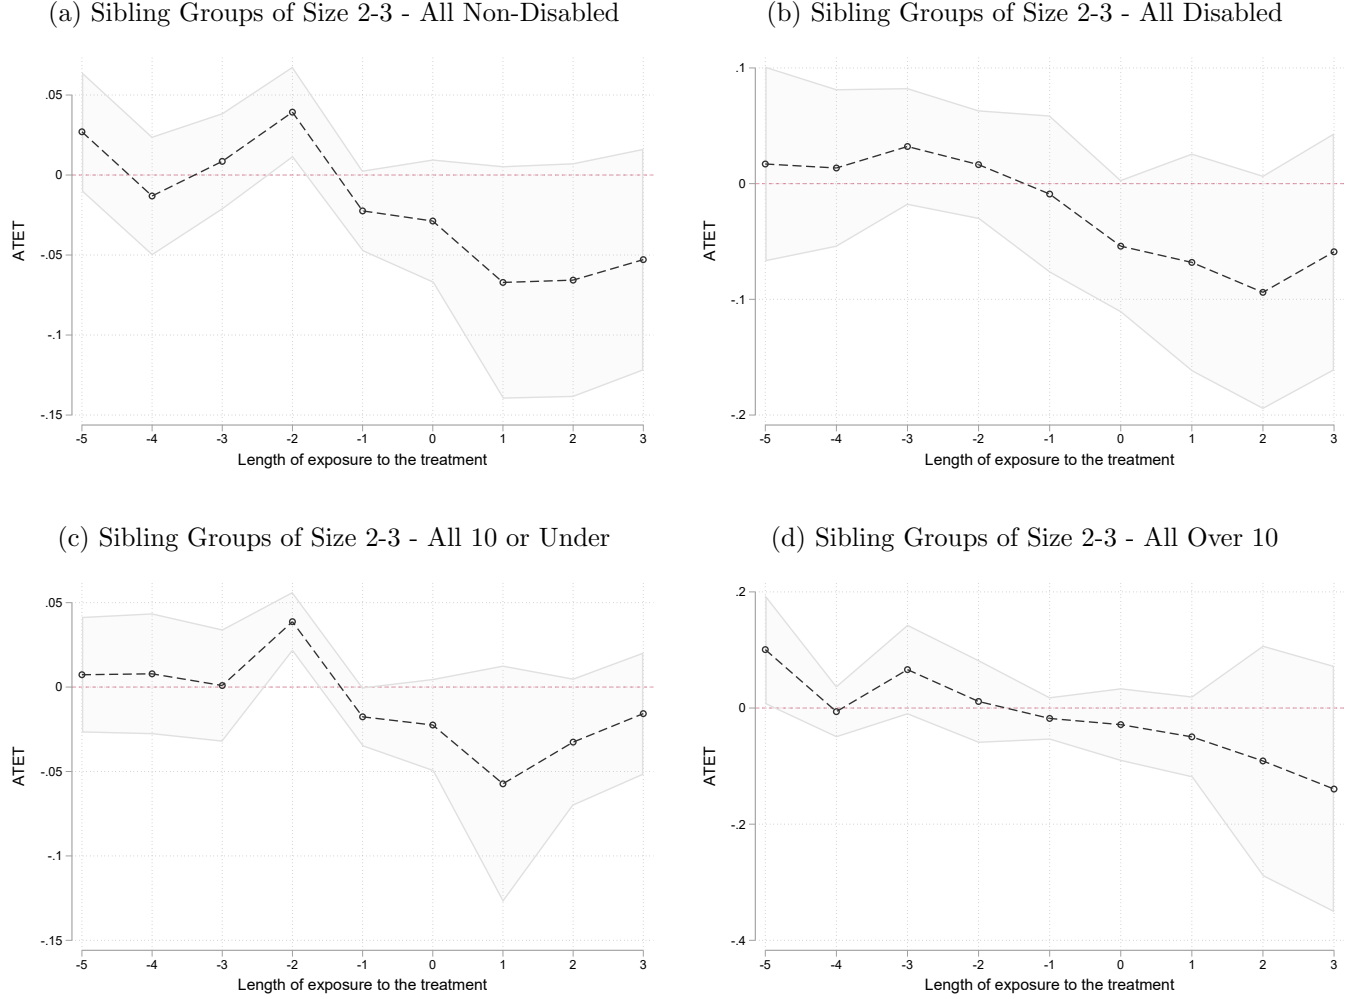 (a) Sibling Groups of Size 2-3 - All Non-Disabled
.05
0
-.05
-.1
-.15
ATET
-5 -4 -3 -2 -1 0 1 2 3
Length of exposure to the treatment
(b) Sibling Groups of Size 2-3 - All Disabled
.1
0
-.1
-.2
ATET
-5 -4 -3 -2 -1 0 1 2 3
Length of exposure to the treatment
(c) Sibling Groups of Size 2-3 - All 10 or Under
.05
0
-.05
-.1
-.15
ATET
-5 -4 -3 -2 -1 0 1 2 3
Length of exposure to the treatment
(d) Sibling Groups of Size 2-3 - All Over 10
.2
0
-.2
-.4
ATET
-5 -4 -3 -2 -1 0 1 2 3
Length of exposure to the treatment